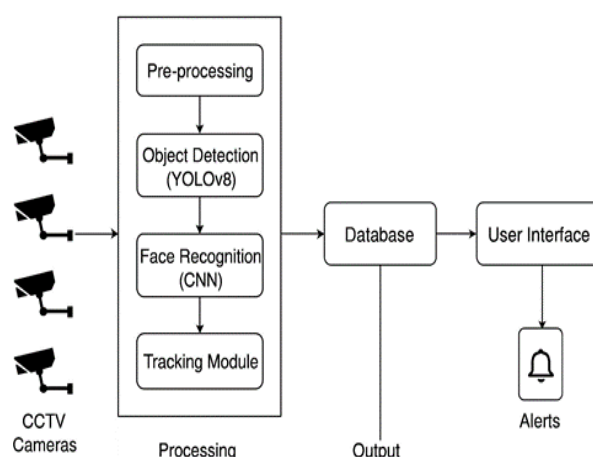 Pre-processing
Object Detection
(YOLOv8)
Face Recognition
(CNN)
Tracking Module
Database
User Interface
CCTV
Cameras
Processing
Output
Alerts